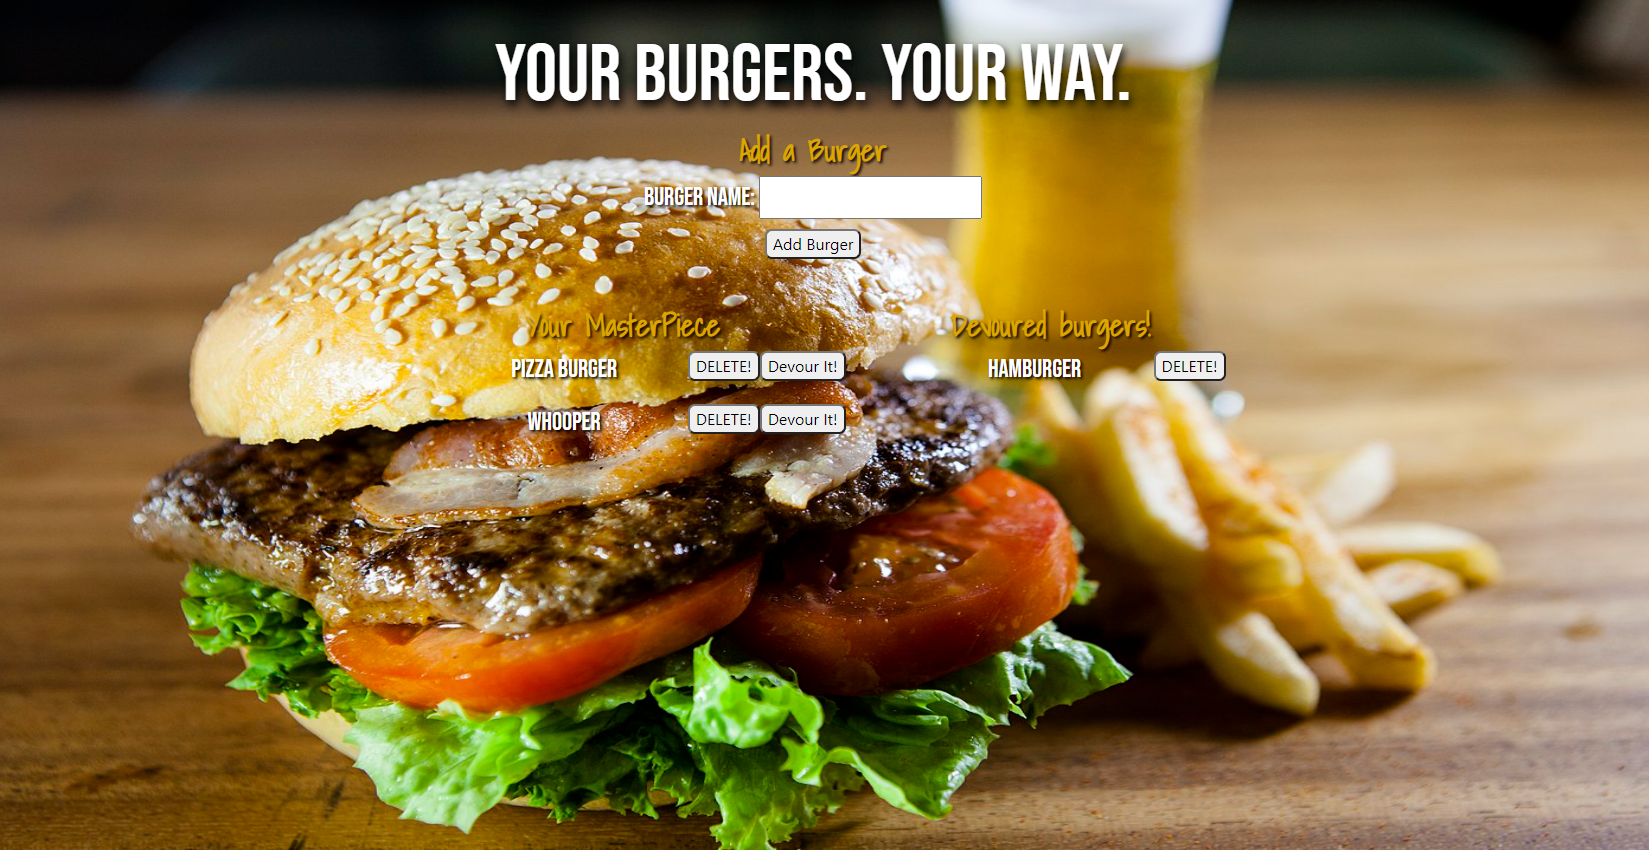 YOUR BURGERS. YOUR WAY.
Add a Burger
BURGER NAME:
Add Burger
Your MasterPiece
PIZZA BURGER DELETE! Devour It!
WHOOPER DELETE! Devour It!
Devoured burgers!
HAMBURGER DELETE!